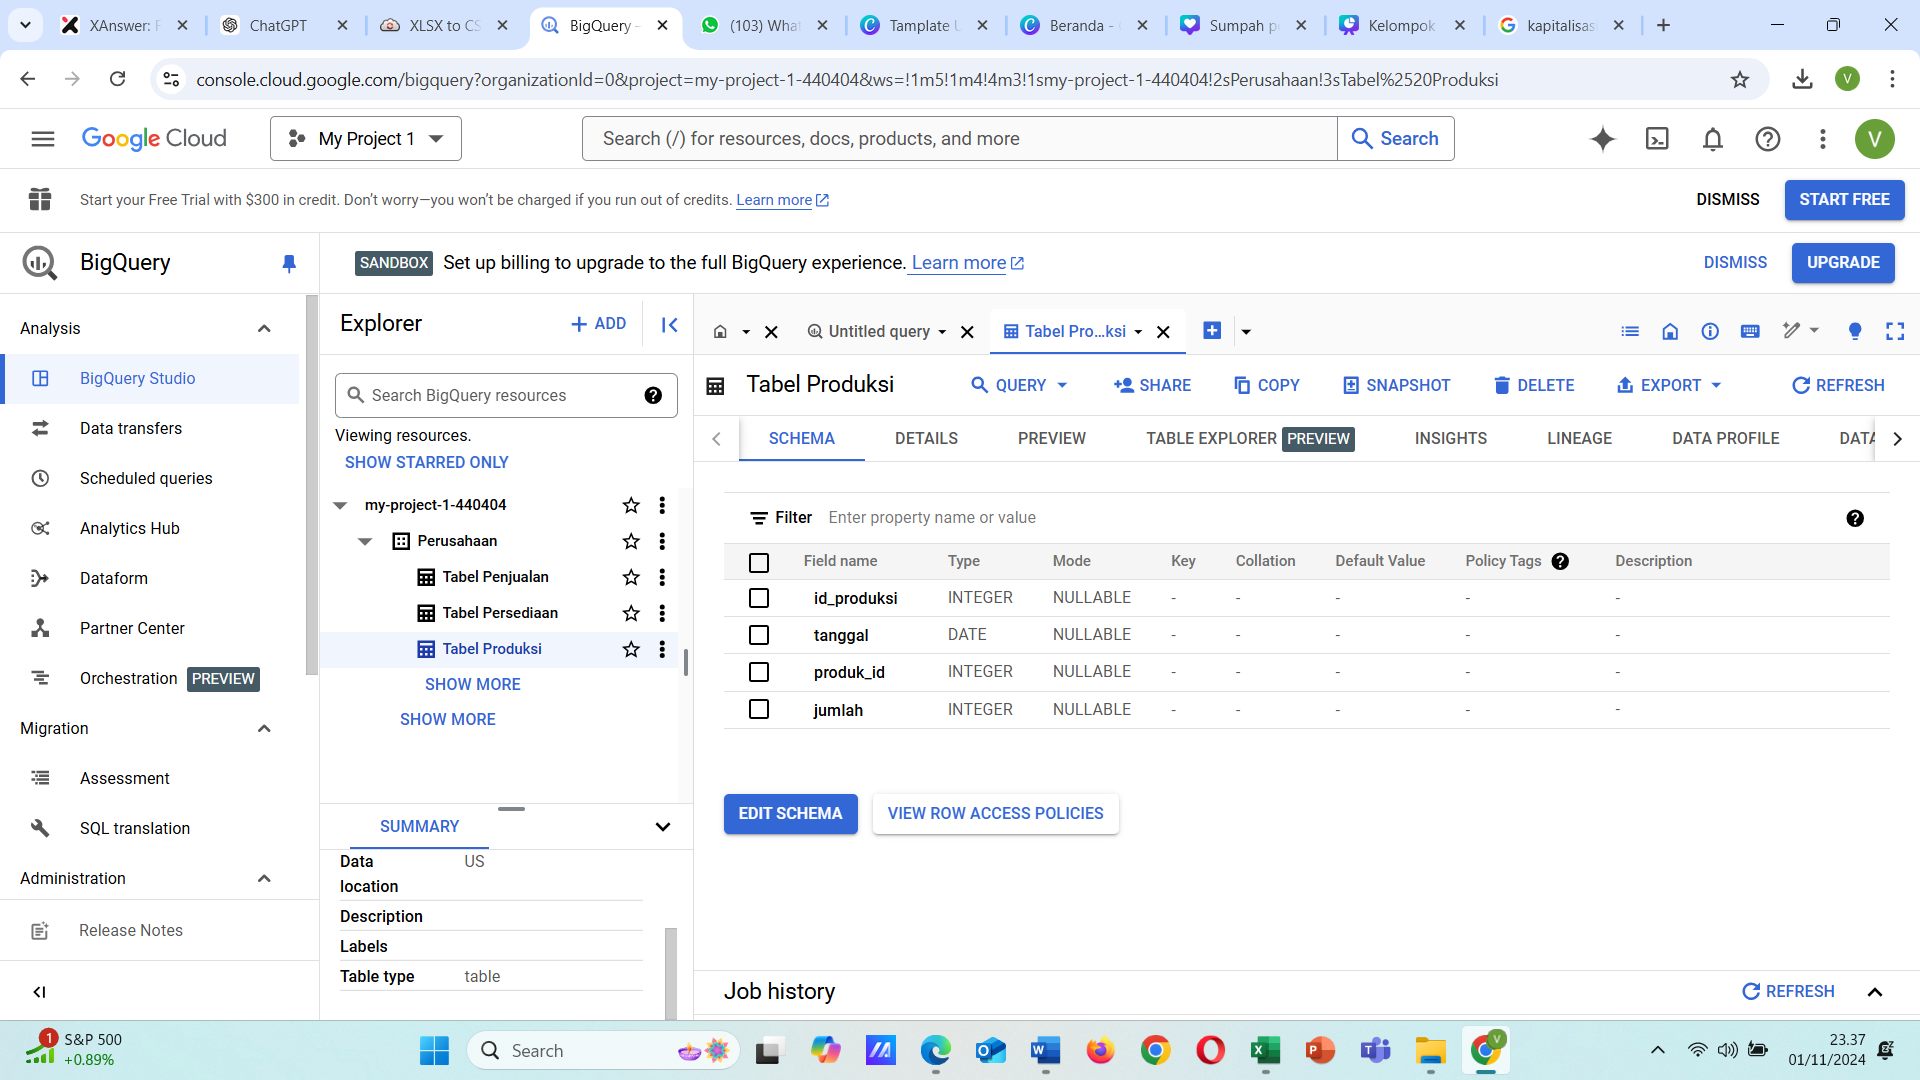 XAnswer: F
ChatGPT
XLSX to CS
BigQuery -
(103) What
Tamplate U
Beranda -
Sumpah pe
Kelompok
kapitalisasi
console.cloud.google.com/bigquery?organizationId=0&project=my-project-1-440404&ws=!1m5!1m4!4m3!1smy-project-1-440404!2sPerusahaan!3sTabel%2520Produksi
V
Google Cloud
My Project 1
Search (/) for resources, docs, products, and more
Search
V
Start your Free Trial with $300 in credit. Don't worry—you won't be charged if you run out of credits. Learn more
DISMISS
START FREE
BigQuery
SANDBOX Set up billing to upgrade to the full BigQuery experience. Learn more
DISMISS
UPGRADE
Analysis
BigQuery Studio
Data transfers
Scheduled queries
Analytics Hub
Dataform
Partner Center
Orchestration PREVIEW
Migration
Assessment
SQL translation
Administration
Release Notes
Explorer
ADD
Search BigQuery resources
Viewing resources.
SHOW STARRED ONLY
my-project-1-440404
Perusahaan
Tabel Penjualan
Tabel Persediaan
Tabel Produksi
SHOW MORE
SHOW MORE
SUMMARY
Data location US
Description
Labels
Table type table
Untitled query
Tabel Pro...ksi
Tabel Produksi
QUERY
SHARE
COPY
SNAPSHOT
DELETE
EXPORT
REFRESH
SCHEMA DETAILS PREVIEW TABLE EXPLORER PREVIEW INSIGHTS LINEAGE DATA PROFILE DATA
Filter Enter property name or value
Field name Type Mode Key Collation Default Value Policy Tags Description
id_produksi INTEGER NULLABLE - - - - -
tanggal DATE NULLABLE - - - - -
produk_id INTEGER NULLABLE - - - - -
jumlah INTEGER NULLABLE - - - - -
EDIT SCHEMA
VIEW ROW ACCESS POLICIES
Job history
REFRESH
1
S&P 500
+0.89%
Search
23.37
01/11/2024